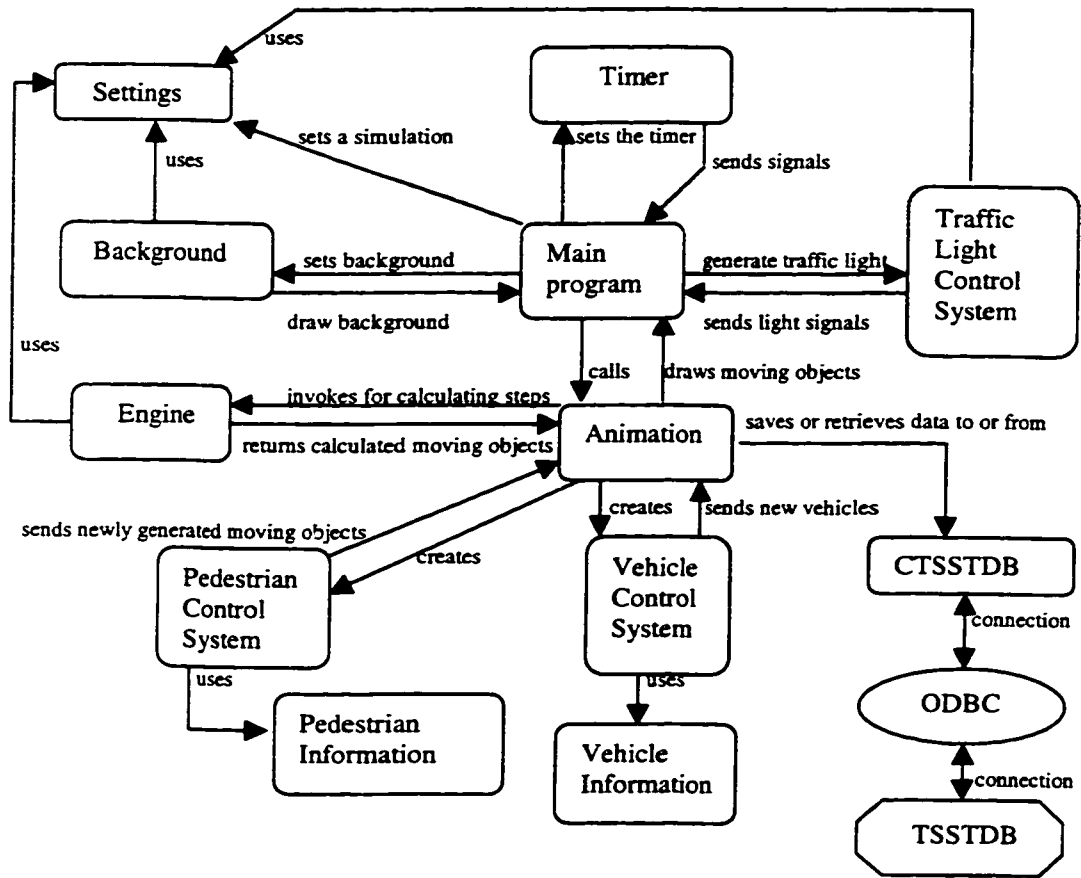 uses
Settings
Timer
sets a simulation
sets the timer
uses
sends signals
Background
sets background
Main
program
generate traffic light
Traffic
Light
Control
System
draw background
sends light signals
uses
calls
draws moving objects
Engine
invokes for calculating steps
returns calculated moving objects
Animation
saves or retrieves data to or from
sends newly generated moving objects
creates
creates
sends new vehicles
Pedestrian
Control
System
Vehicle
Control
System
CTSSTDB
connection
uses
uses
Pedestrian
Information
ODBC
Vehicle
Information
connection
TSSTDB